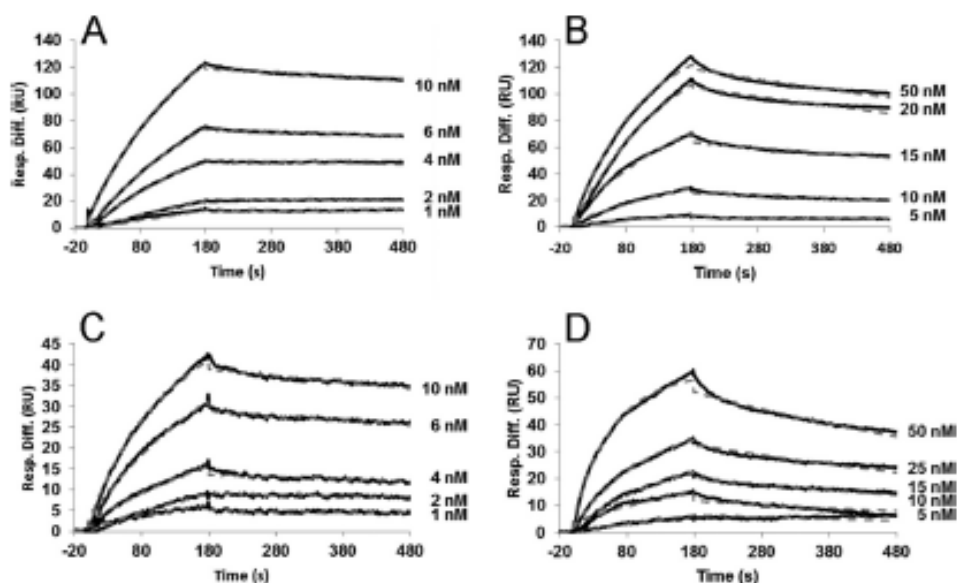 A
Resp. Diff. (RU)
140
120
100
80
60
40
20
0
10 nM
6 nM
4 nM
2 nM
1 nM
-20 80 180 280 380 480
Time (s)
B
Resp. Diff. (RU)
140
120
100
80
60
40
20
0
50 nM
20 nM
15 nM
10 nM
5 nM
-20 80 180 280 380 480
Time (s)
C
Resp. Diff. (RU)
45
40
35
30
25
20
15
10
5
0
10 nM
6 nM
4 nM
2 nM
1 nM
-20 80 180 280 380 480
Time (s)
D
Resp. Diff. (RU)
70
60
50
40
30
20
10
0
50 nM
25 nM
15 nM
10 nM
5 nM
-20 80 180 280 380 480
Time (s)